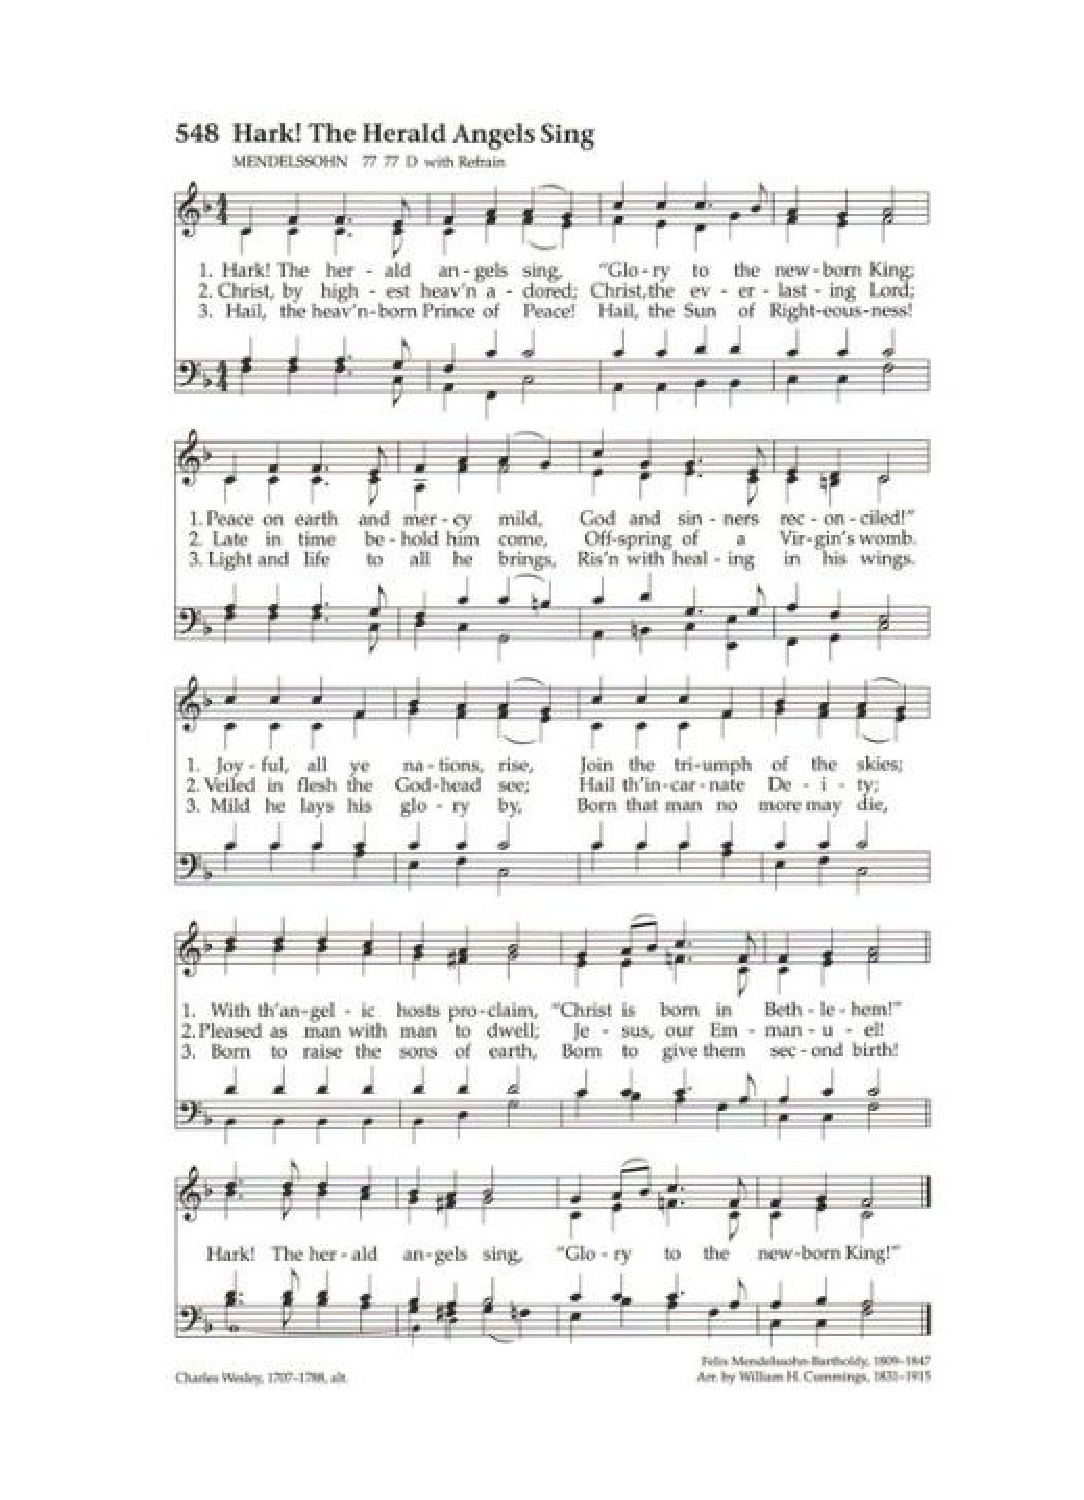 548 Hark! The Herald Angels Sing
MENDELSSOHN 77 77 D with Refrain
1. Hark! The her - ald an - gels sing, "Glo - ry to the new - born King;
2. Christ, by high - est heav'n a - dored; Christ, the ev - er - last - ing Lord;
3. Hail, the heav'n-born Prince of Peace! Hail, the Sun of Right-eous-ness!
1. Peace on earth and mer - cy mild, God and sin - ners rec - on - ciled!"
2. Late in time be - hold him come, Off-spring of a Vir-gin's womb.
3. Light and life to all he brings, Ris'n with heal - ing in his wings.
1. Joy - ful, all ye na - tions, rise, Join the tri-umph of the skies;
2. Veiled in flesh the God-head see; Hail th'in-car-nate De - i - ty;
3. Mild he lays his glo - ry by, Born that man no more may die,
1. With th'an-gel - ic hosts pro-claim, "Christ is born in Beth - le - hem!"
2. Pleased as man with man to dwell; Je - sus, our Em - man - u - el!
3. Born to raise the sons of earth, Born to give them sec - ond birth!
Hark! The her - ald an-gels sing, "Glo - ry to the new-born King!"
Felix Mendelssohn-Bartholdy, 1809–1847
Charles Wesley, 1707–1788, alt. Arr. by William H. Cummings, 1831–1915